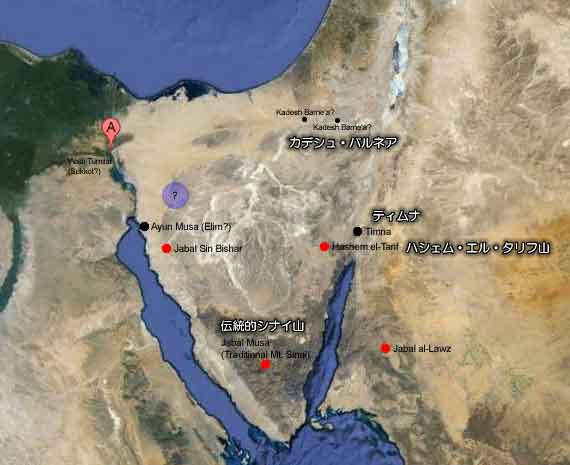 Kadesh Barne'a?
Kadesh Barne'a?
カデシュ・バルネア
A
Wadi Tumilat
(Sukkot?)
?
ティムナ
Ayun Musa (Elim?)
Timna
Jabal Sin Bishar
Hashem el-Tarif
ハシェム・エル・タリフ山
伝統的シナイ山
Jabal Musa
(Traditional Mt. Sinai)
Jabal al-Lawz